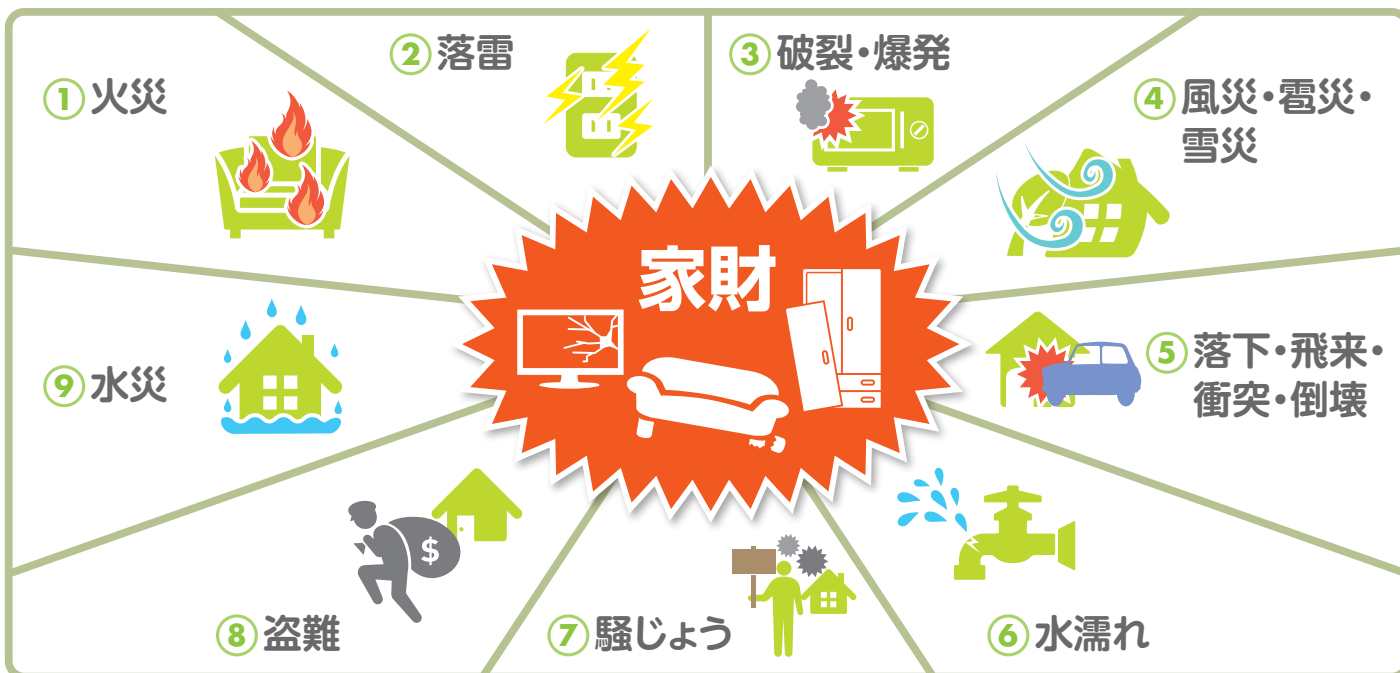 ① 火災
② 落雷
③ 破裂・爆発
④ 風災・雹災・
雪災
⑤ 落下・飛来・
衝突・倒壊
⑥ 水濡れ
⑦ 騒じょう
⑧ 盗難
$
⑨ 水災
家財